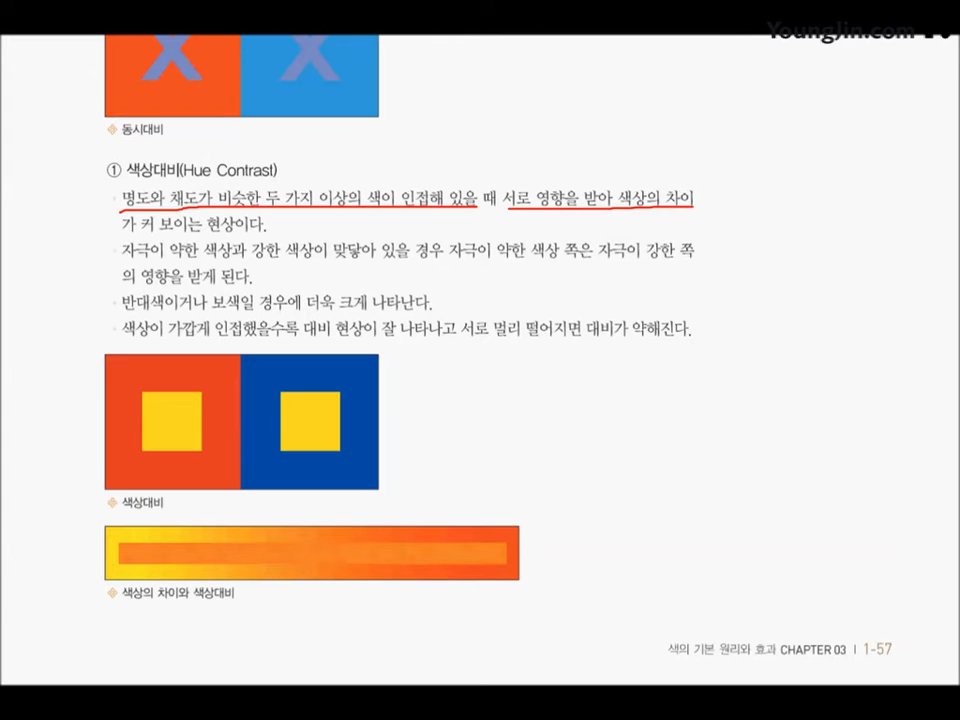 YoungJin.com
X X
동시대비
① 색상대비(Hue Contrast)
명도와 채도가 비슷한 두 가지 이상의 색이 인접해 있을 때 서로 영향을 받아 색상의 차이
가 커 보이는 현상이다.
자극이 약한 색상과 강한 색상이 맞닿아 있을 경우 자극이 약한 색상 쪽은 자극이 강한 쪽
의 영향을 받게 된다.
반대색이거나 보색일 경우에 더욱 크게 나타난다.
색상이 가깝게 인접했을수록 대비 현상이 잘 나타나고 서로 멀리 떨어지면 대비가 약해진다.
색상대비
색상의 차이와 색상대비
색의 기본 원리와 효과 CHAPTER 03 | 1-57